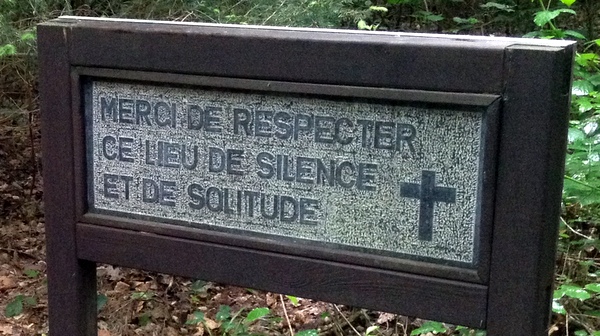 MERCI DE RESPECTER
CE LIEU DE SILENCE
ET DE SOLITUDE